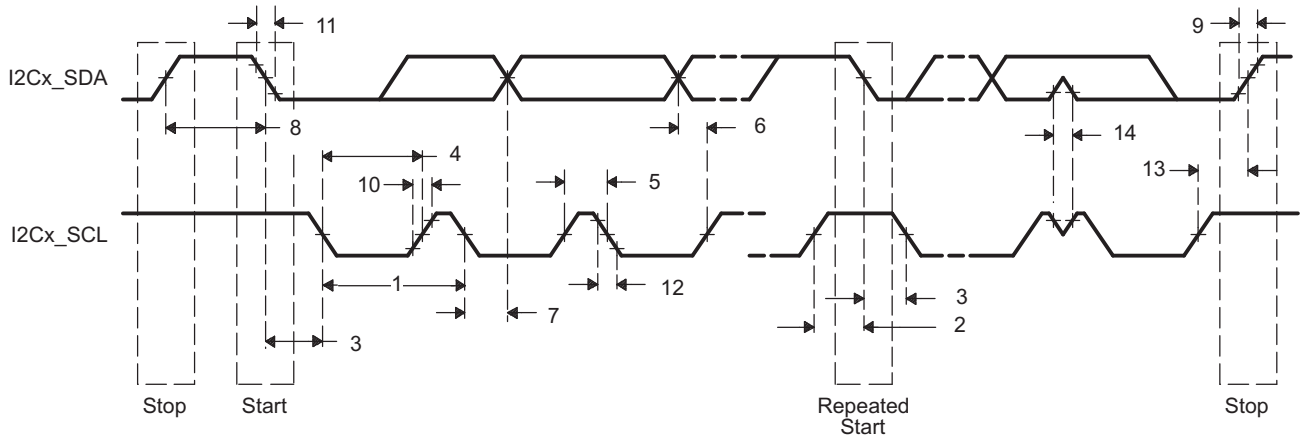 11
9
I2Cx_SDA
8
6
14
4
10
5
13
I2Cx_SCL
1
12
7
3
2
3
Stop
Start
Repeated
Start
Stop